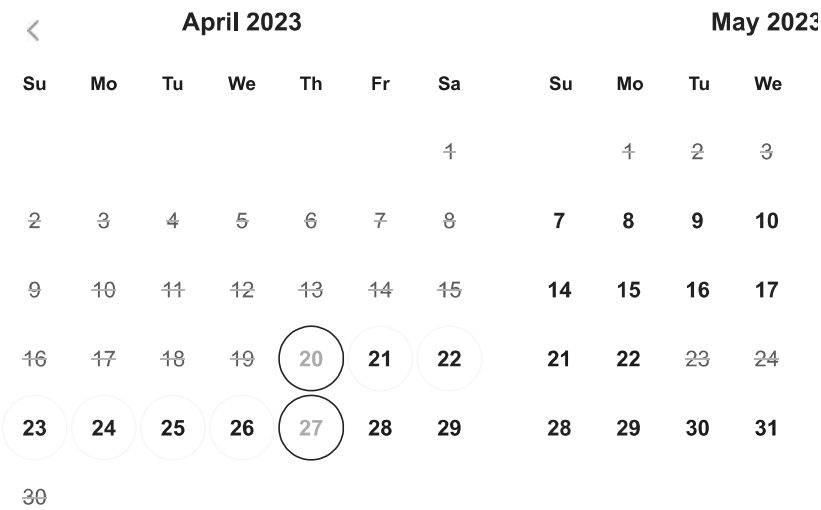 April 2023
Su Mo Tu We Th Fr Sa
1
2 3 4 5 6 7 8
9 10 11 12 13 14 15
16 17 18 19 20 21 22
23 24 25 26 27 28 29
30
May 2023
Su Mo Tu We
1 2 3
7 8 9 10
14 15 16 17
21 22 23 24
28 29 30 31